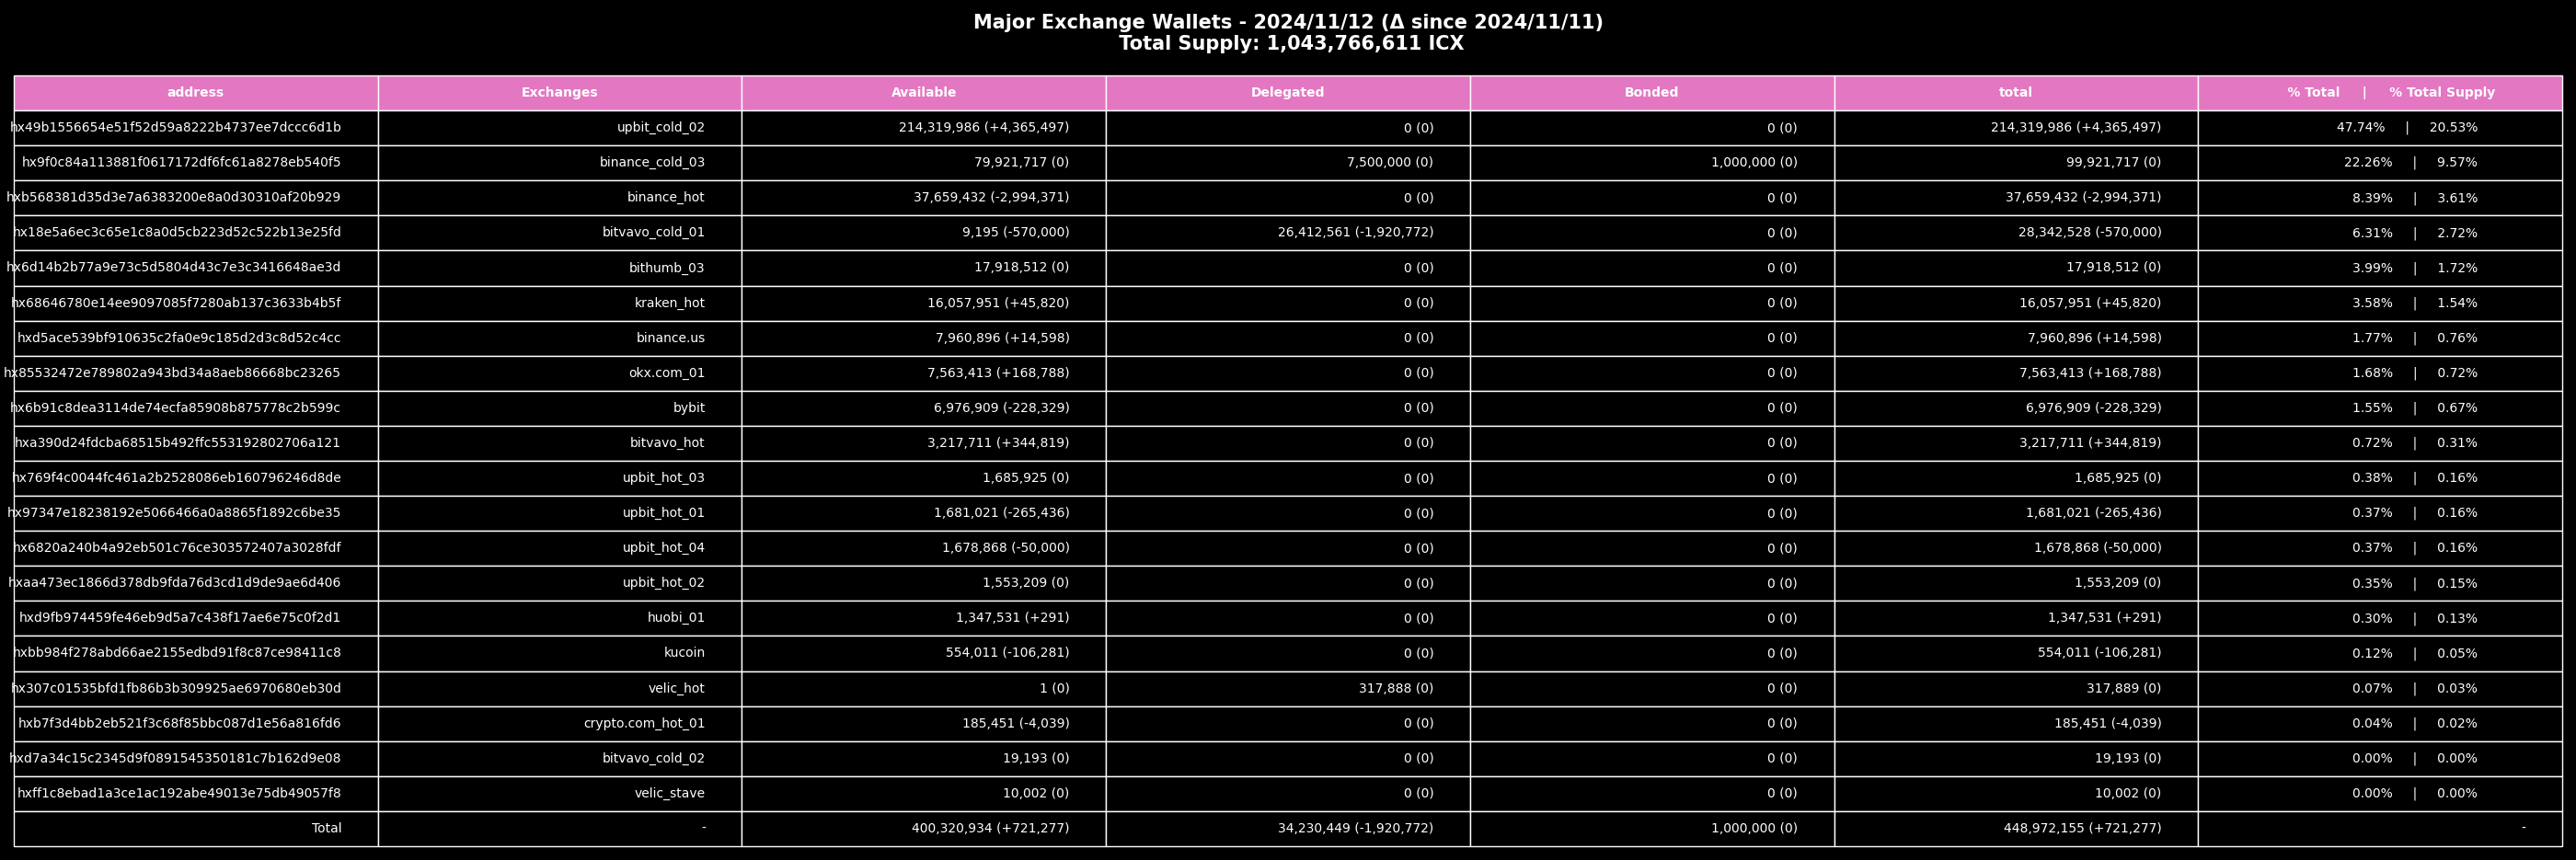 Major Exchange Wallets - 2024/11/12 (Δ since 2024/11/11)
Total Supply: 1,043,766,611 ICX
address Exchanges Available Delegated Bonded total % Total | % Total Supply
hx49b1556654e51f52d59a8222b4737ee7dccc6d1b upbit_cold_02 214,319,986 (+4,365,497) 0 (0) 0 (0) 214,319,986 (+4,365,497) 47.74% | 20.53%
hx9f0c84a113881f0617172df6fc61a8278eb540f5 binance_cold_03 79,921,717 (0) 7,500,000 (0) 1,000,000 (0) 99,921,717 (0) 22.26% | 9.57%
hxb568381d35d3e7a6383200e8a0d30310af20b929 binance_hot 37,659,432 (-2,994,371) 0 (0) 0 (0) 37,659,432 (-2,994,371) 8.39% | 3.61%
hx18e5a6ec3c65e1c8a0d5cb223d52c522b13e25fd bitvavo_cold_01 9,195 (-570,000) 26,412,561 (-1,920,772) 0 (0) 28,342,528 (-570,000) 6.31% | 2.72%
hx6d14b2b77a9e73c5d5804d43c7e3c3416648ae3d bithumb_03 17,918,512 (0) 0 (0) 0 (0) 17,918,512 (0) 3.99% | 1.72%
hx68646780e14ee9097085f7280ab137c3633b4b5f kraken_hot 16,057,951 (+45,820) 0 (0) 0 (0) 16,057,951 (+45,820) 3.58% | 1.54%
hxd5ace539bf910635c2fa0e9c185d2d3c8d52c4cc binance.us 7,960,896 (+14,598) 0 (0) 0 (0) 7,960,896 (+14,598) 1.77% | 0.76%
hx85532472e789802a943bd34a8aeb86668bc23265 okx.com_01 7,563,413 (+168,788) 0 (0) 0 (0) 7,563,413 (+168,788) 1.68% | 0.72%
hx6b91c8dea3114de74ecfa85908b875778c2b599c bybit 6,976,909 (-228,329) 0 (0) 0 (0) 6,976,909 (-228,329) 1.55% | 0.67%
hxa390d24fdcba68515b492ffc553192802706a121 bitvavo_hot 3,217,711 (+344,819) 0 (0) 0 (0) 3,217,711 (+344,819) 0.72% | 0.31%
hx769f4c0044fc461a2b2528086eb160796246d8de upbit_hot_03 1,685,925 (0) 0 (0) 0 (0) 1,685,925 (0) 0.38% | 0.16%
hx97347e18238192e5066466a0a8865f1892c6be35 upbit_hot_01 1,681,021 (-265,436) 0 (0) 0 (0) 1,681,021 (-265,436) 0.37% | 0.16%
hx6820a240b4a92eb501c76ce303572407a3028fdf upbit_hot_04 1,678,868 (-50,000) 0 (0) 0 (0) 1,678,868 (-50,000) 0.37% | 0.16%
hxaa473ec1866d378db9fda76d3cd1d9de9ae6d406 upbit_hot_02 1,553,209 (0) 0 (0) 0 (0) 1,553,209 (0) 0.35% | 0.15%
hxd9fb974459fe46eb9d5a7c438f17ae6e75c0f2d1 huobi_01 1,347,531 (+291) 0 (0) 0 (0) 1,347,531 (+291) 0.30% | 0.13%
hxbb984f278abd66ae2155edbd91f8c87ce98411c8 kucoin 554,011 (-106,281) 0 (0) 0 (0) 554,011 (-106,281) 0.12% | 0.05%
hx307c01535bfd1fb86b3b309925ae6970680eb30d velic_hot 1 (0) 317,888 (0) 0 (0) 317,889 (0) 0.07% | 0.03%
hxb7f3d4bb2eb521f3c68f85bbc087d1e56a816fd6 crypto.com_hot_01 185,451 (-4,039) 0 (0) 0 (0) 185,451 (-4,039) 0.04% | 0.02%
hxd7a34c15c2345d9f0891545350181c7b162d9e08 bitvavo_cold_02 19,193 (0) 0 (0) 0 (0) 19,193 (0) 0.00% | 0.00%
hxff1c8ebad1a3ce1ac192abe49013e75db49057f8 velic_stave 10,002 (0) 0 (0) 0 (0) 10,002 (0) 0.00% | 0.00%
Total - 400,320,934 (+721,277) 34,230,449 (-1,920,772) 1,000,000 (0) 448,972,155 (+721,277) -